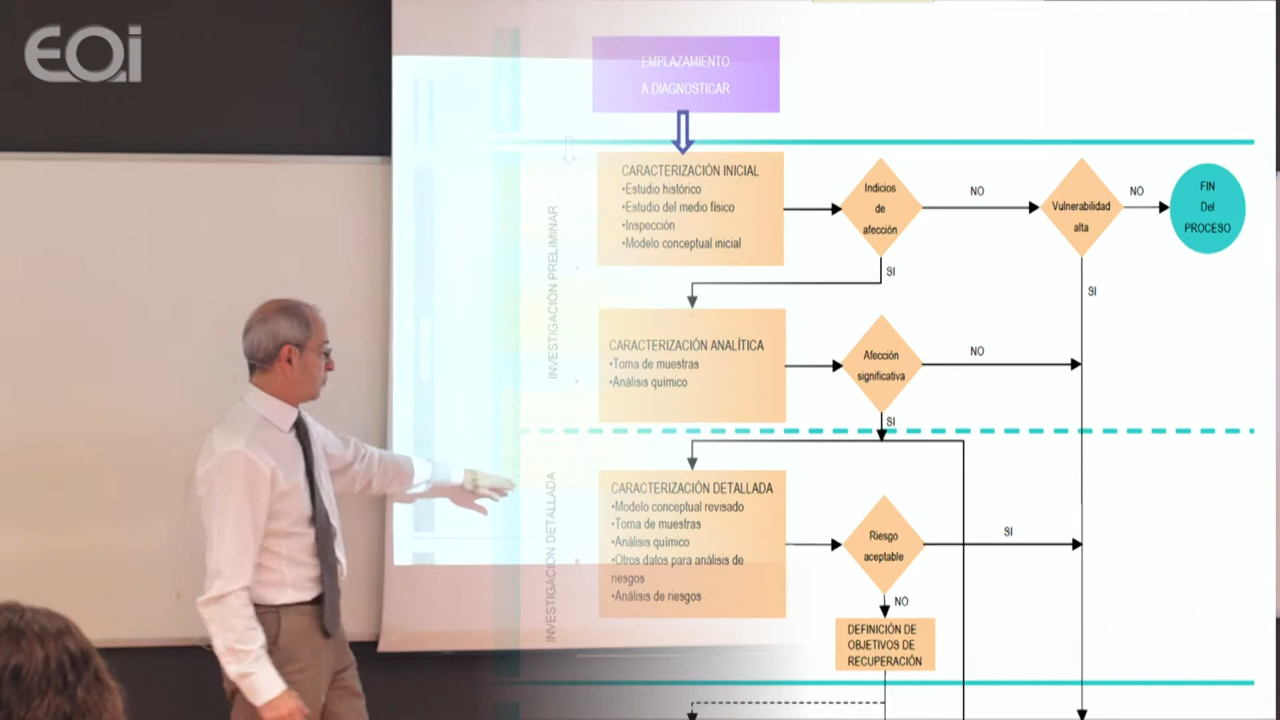 EOi
EMPLAZAMIENTO
A DIAGNOSTICAR
INVESTIGACIÓN PRELIMINAR
CARACTERIZACIÓN INICIAL
•Estudio histórico
•Estudio del medio físico
•Inspección
•Modelo conceptual inicial
Indicios
de
afección
NO
Vulnerabilidad
alta
NO
FIN
Del
PROCESO
SI
SI
CARACTERIZACIÓN ANALÍTICA
•Toma de muestras
•Análisis químico
Afección
significativa
NO
SI
INVESTIGACIÓN DETALLADA
CARACTERIZACIÓN DETALLADA
•Modelo conceptual revisado
•Toma de muestras
•Análisis químico
•Otros datos para análisis de
riesgos
•Análisis de riesgos
Riesgo
aceptable
SI
NO
DEFINICIÓN DE
OBJETIVOS DE
RECUPERACIÓN